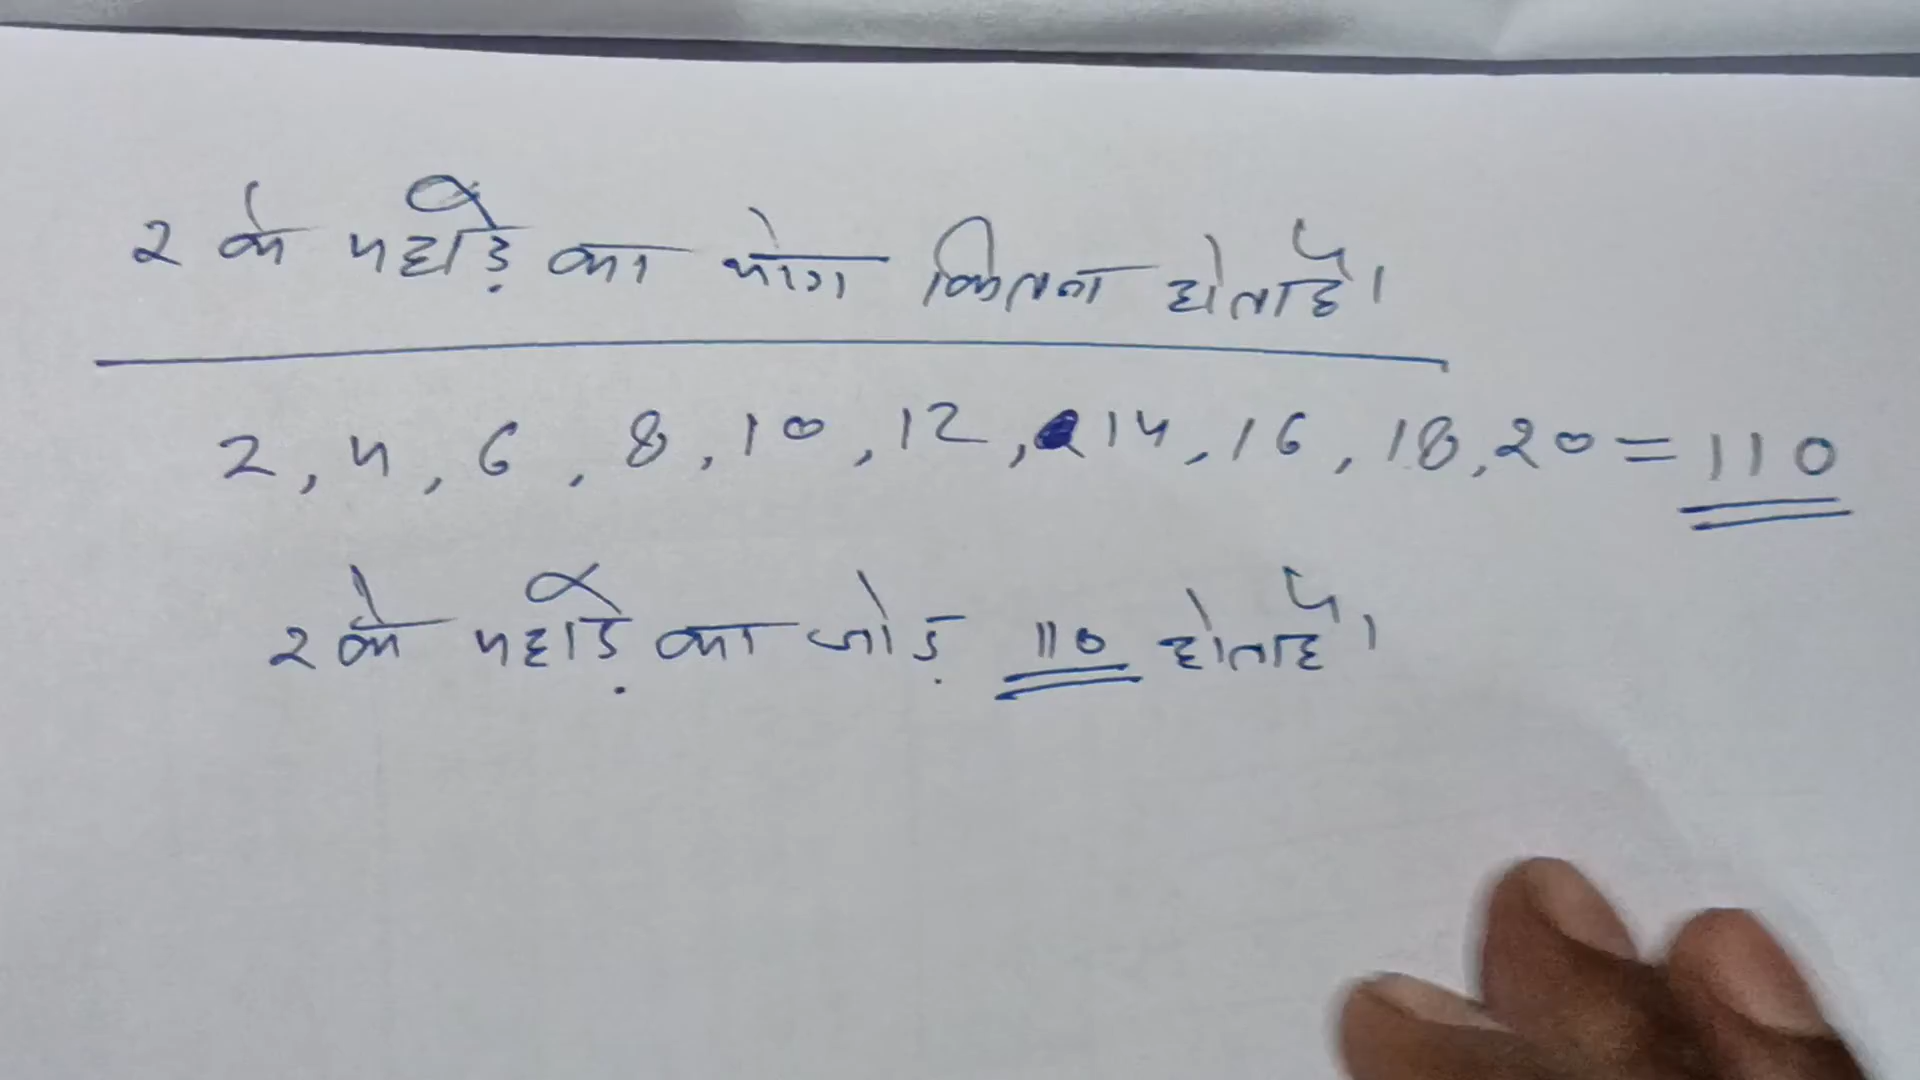 2 के पहाड़े का योग कितना होता है।
2, 4, 6, 8, 10, 12, 14, 16, 18, 20 = 110
2 के पहाड़े का जोड़ 110 होता है।